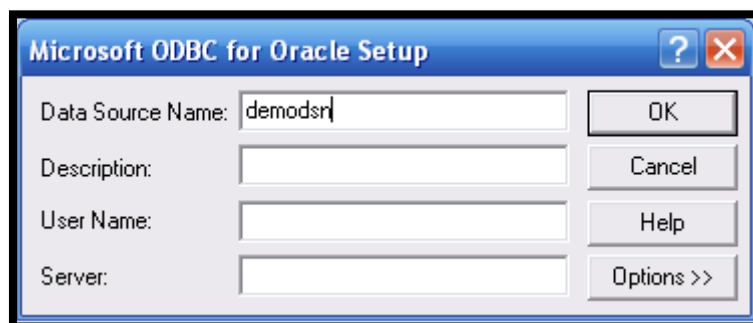 Microsoft ODBC for Oracle Setup
?
Data Source Name: demodsn
OK
Description:
Cancel
User Name:
Help
Server:
Options >>